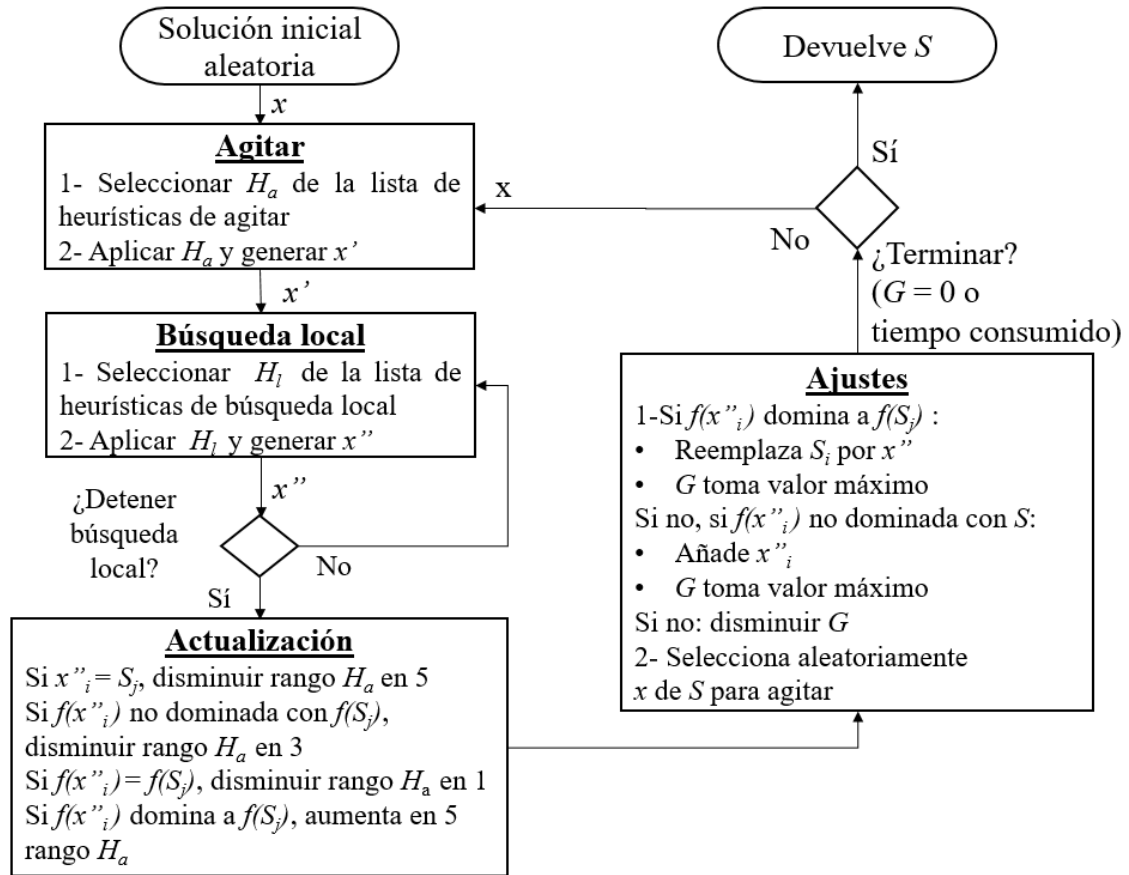 Solución inicial
aleatoria
x
Agitar
1- Seleccionar Ha de la lista de
heurísticas de agitar
2- Aplicar Ha y generar x’
x’
Búsqueda local
1- Seleccionar Hl de la lista de
heurísticas de búsqueda local
2- Aplicar Hl y generar x”
x”
¿Detener
búsqueda
local?
No
Sí
Actualización
Si x”i = Sj, disminuir rango Ha en 5
Si f(x”i) no dominada con f(Sj),
disminuir rango Ha en 3
Si f(x”i) = f(Sj), disminuir rango Ha en 1
Si f(x”i) domina a f(Sj), aumenta en 5
rango Ha
Ajustes
1-Si f(x”i) domina a f(Sj) :
• Reemplaza Si por x”
• G toma valor máximo
Si no, si f(x”i) no dominada con S:
• Añade x”i
• G toma valor máximo
Si no: disminuir G
2- Selecciona aleatoriamente
x de S para agitar
¿Terminar?
(G = 0 o
tiempo consumido)
No
x
Sí
Devuelve S